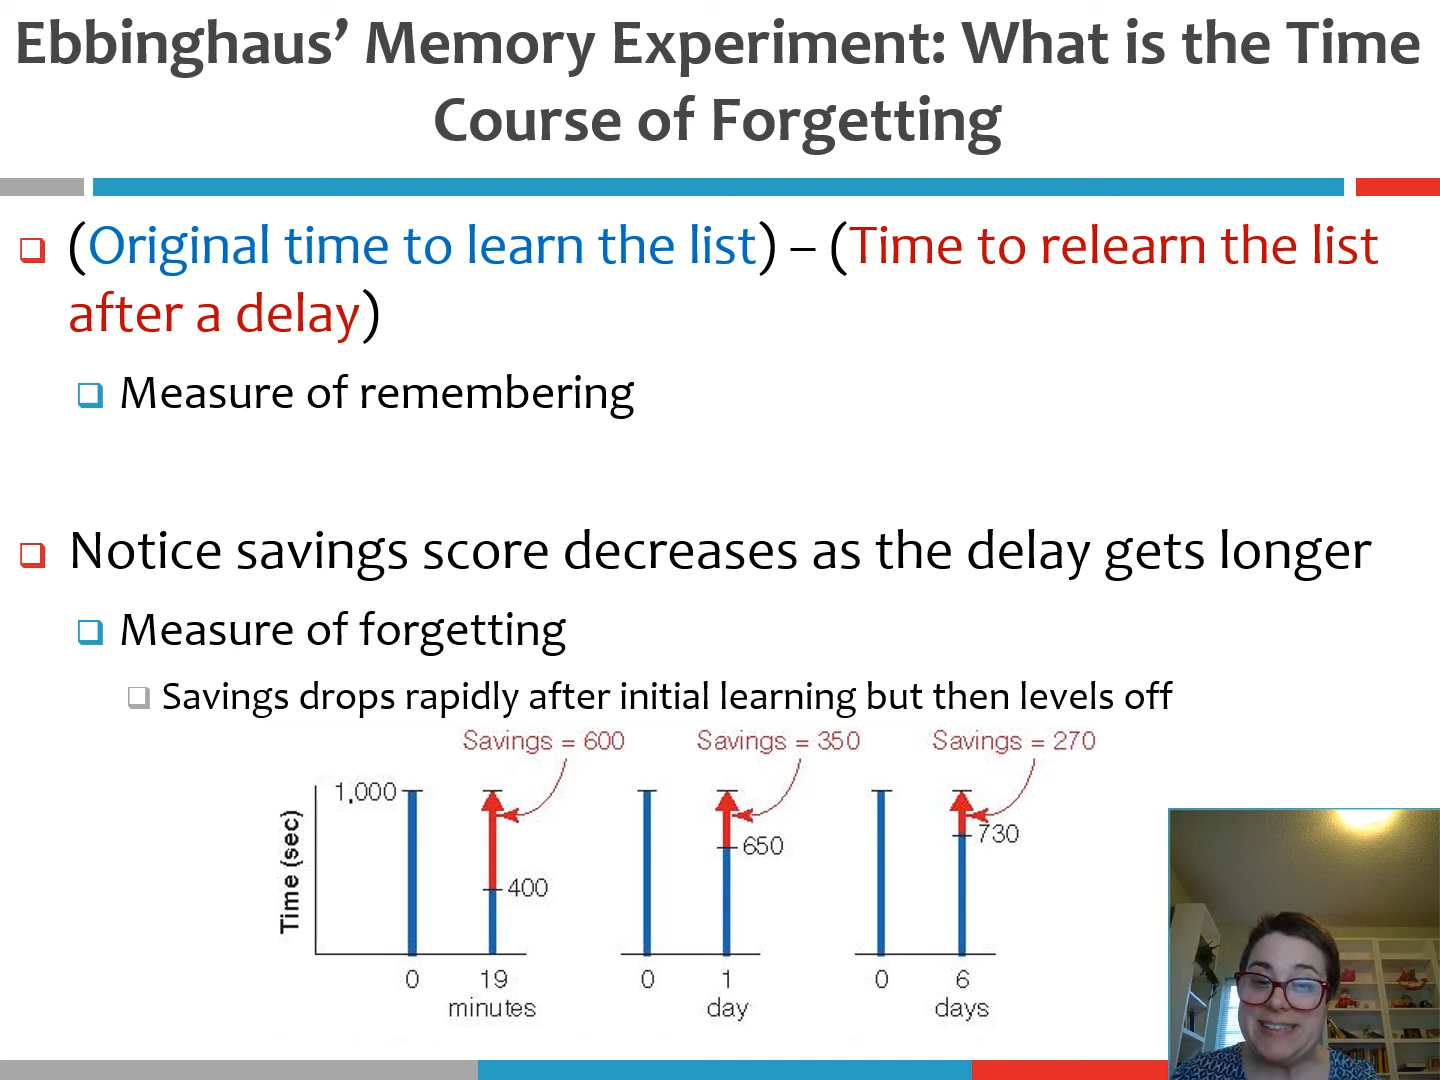 Ebbinghaus’ Memory Experiment: What is the Time
Course of Forgetting
(Original time to learn the list) – (Time to relearn the list
after a delay)
Measure of remembering
Notice savings score decreases as the delay gets longer
Measure of forgetting
Savings drops rapidly after initial learning but then levels off
Savings = 600
Savings = 350
Savings = 270
Time (sec)
1,000
400
650
730
0
19
minutes
0
1
day
0
6
days